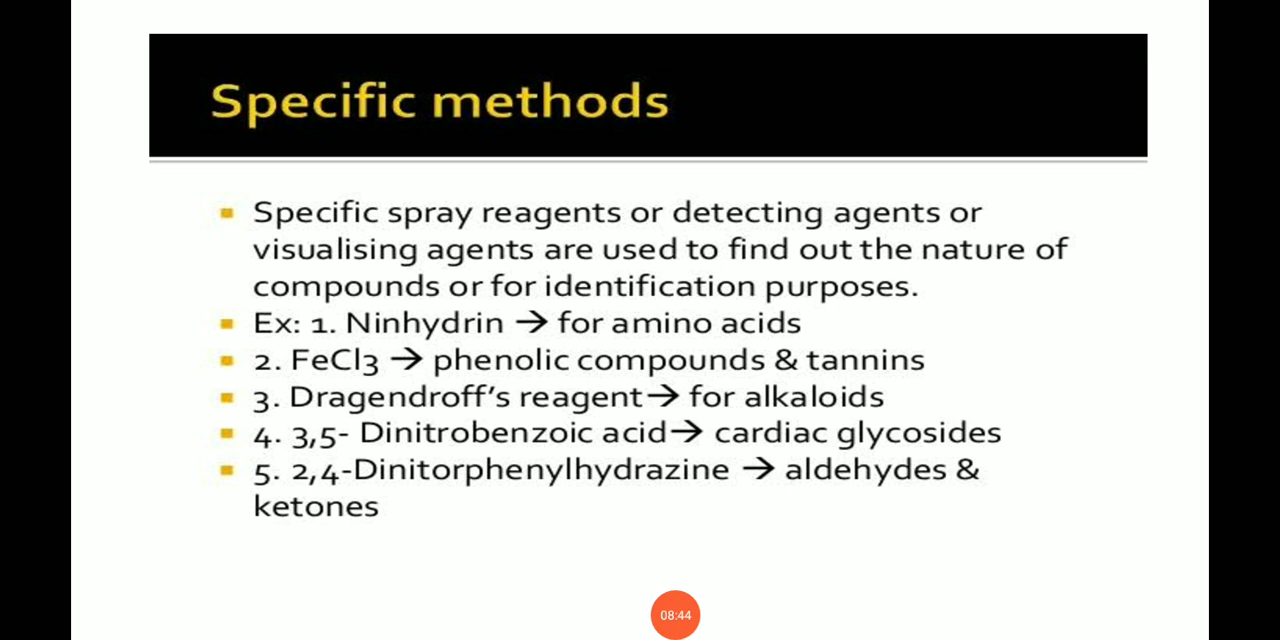 Specific methods
Specific spray reagents or detecting agents or
visualising agents are used to find out the nature of
compounds or for identification purposes.
Ex: 1. Ninhydrin → for amino acids
2. FeCl3 → phenolic compounds & tannins
3. Dragendroff's reagent→ for alkaloids
4. 3,5- Dinitrobenzoic acid→ cardiac glycosides
5. 2,4-Dinitorphenylhydrazine → aldehydes &
ketones
08:44